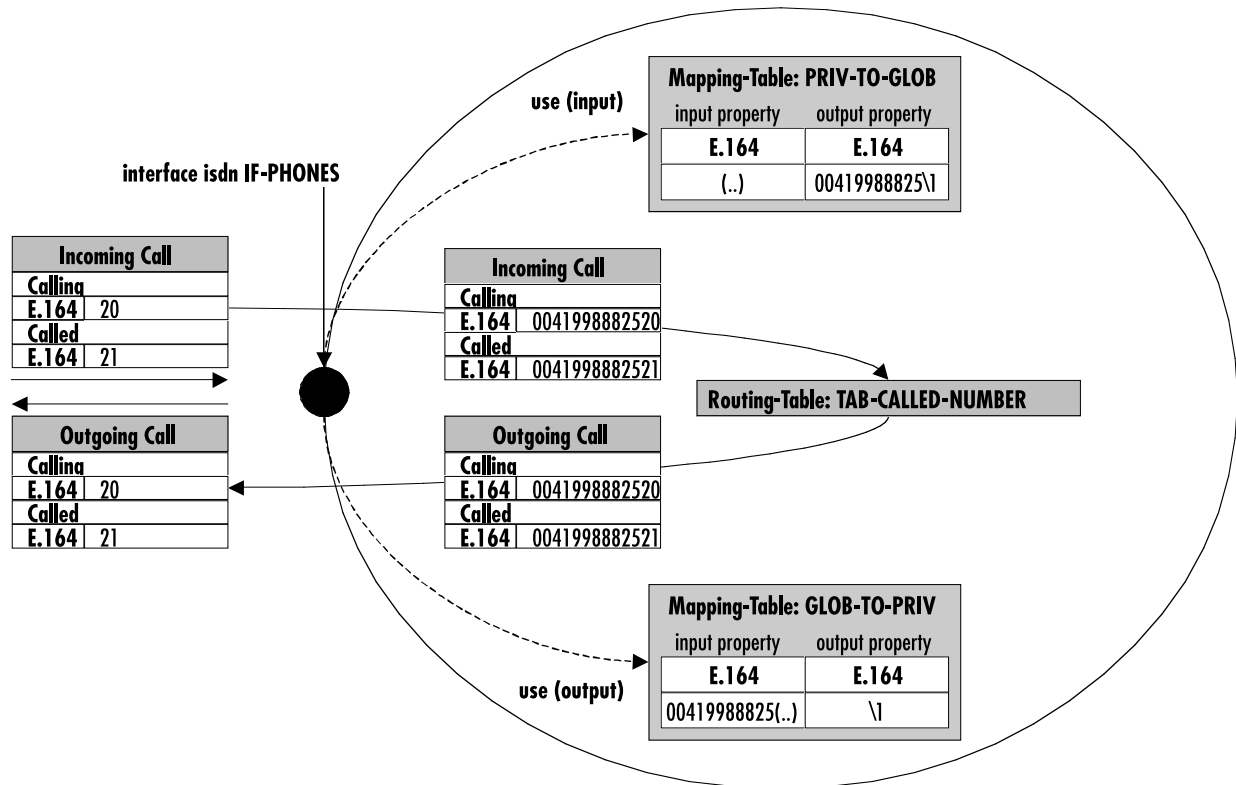 Mapping-Table: PRIV-TO-GLOB
use (input)
input property output property
E.164 E.164
(..) 00419988825\1
interface isdn IF-PHONES
Incoming Call
Calling
E.164 20
Called
E.164 21
Incoming Call
Calling
E.164 0041998882520
Called
E.164 0041998882521
Routing-Table: TAB-CALLED-NUMBER
Outgoing Call
Calling
E.164 20
Called
E.164 21
Outgoing Call
Calling
E.164 0041998882520
Called
E.164 0041998882521
Mapping-Table: GLOB-TO-PRIV
input property output property
use (output)
E.164 E.164
00419988825(..) \1